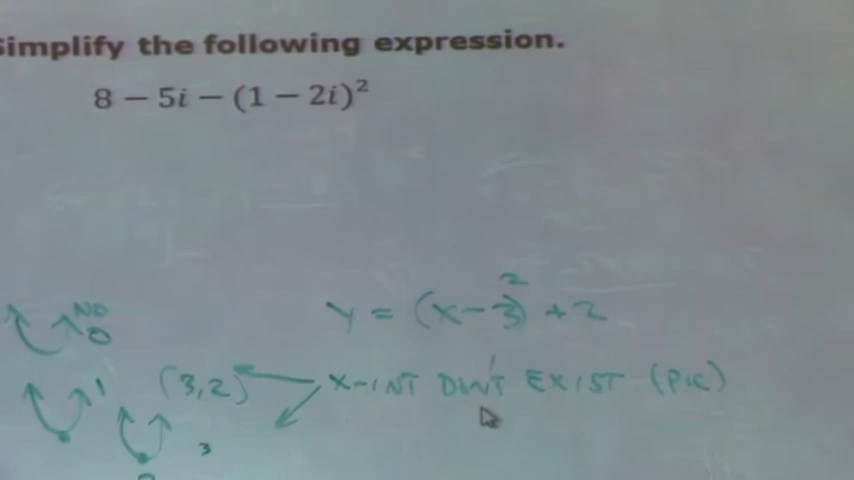 Simplify the following expression.
8 − 5i − (1 − 2i)²
y = (x-3)² + 2
NO
0
1
(3,2)
X-INT DON'T EXIST (PIC)
3